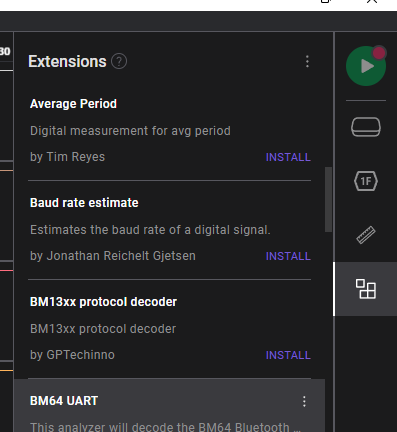 30
Extensions ?
Average Period
Digital measurement for avg period
by Tim Reyes
INSTALL
Baud rate estimate
Estimates the baud rate of a digital signal.
by Jonathan Reichelt Gjetsen
INSTALL
BM13xx protocol decoder
BM13xx protocol decoder
by GPTechinno
INSTALL
BM64 UART
This analyzer will decode the BM64 Bluetooth ...
1F